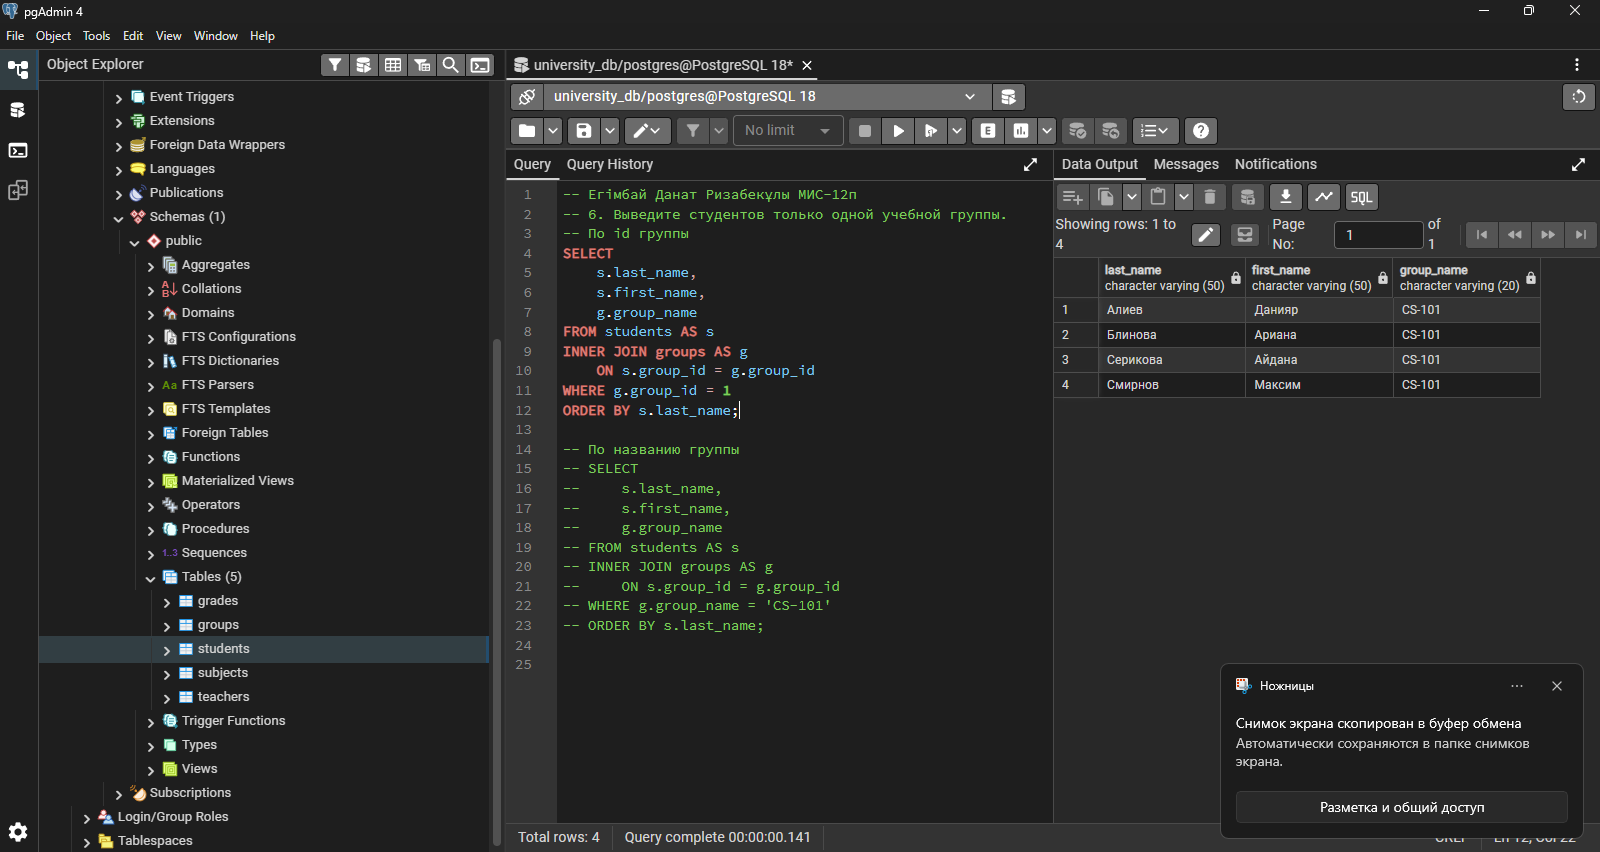 pgAdmin 4
File Object Tools Edit View Window Help
Object Explorer
Event Triggers
Extensions
Foreign Data Wrappers
Languages
Publications
Schemas (1)
public
Aggregates
Collations
Domains
FTS Configurations
FTS Dictionaries
FTS Parsers
FTS Templates
Foreign Tables
Functions
Materialized Views
Operators
Procedures
1..3 Sequences
Tables (5)
grades
groups
students
subjects
teachers
Trigger Functions
Types
Views
Subscriptions
Login/Group Roles
Tablespaces
university_db/postgres@PostgreSQL 18*
university_db/postgres@PostgreSQL 18
No limit
Query Query History
1 -- Егімбай Данат Ризабекұлы МИС-12п
2 -- 6. Выведите студентов только одной учебной группы.
3 -- По id группы
4 SELECT
5 s.last_name,
6 s.first_name,
7 g.group_name
8 FROM students AS s
9 INNER JOIN groups AS g
10 ON s.group_id = g.group_id
11 WHERE g.group_id = 1
12 ORDER BY s.last_name;
13
14 -- По названию группы
15 -- SELECT
16 -- s.last_name,
17 -- s.first_name,
18 -- g.group_name
19 -- FROM students AS s
20 -- INNER JOIN groups AS g
21 -- ON s.group_id = g.group_id
22 -- WHERE g.group_name = 'CS-101'
23 -- ORDER BY s.last_name;
24
25
Data Output Messages Notifications
SQL
Showing rows: 1 to 4
Page No: 1 of 1
last_name first_name group_name
character varying (50) character varying (50) character varying (20)
1 Алиев Данияр CS-101
2 Блинова Ариана CS-101
3 Серикова Айдана CS-101
4 Смирнов Максим CS-101
Ножницы
Снимок экрана скопирован в буфер обмена
Автоматически сохраняются в папке снимков
экрана.
Разметка и общий доступ
Total rows: 4 Query complete 00:00:00.141